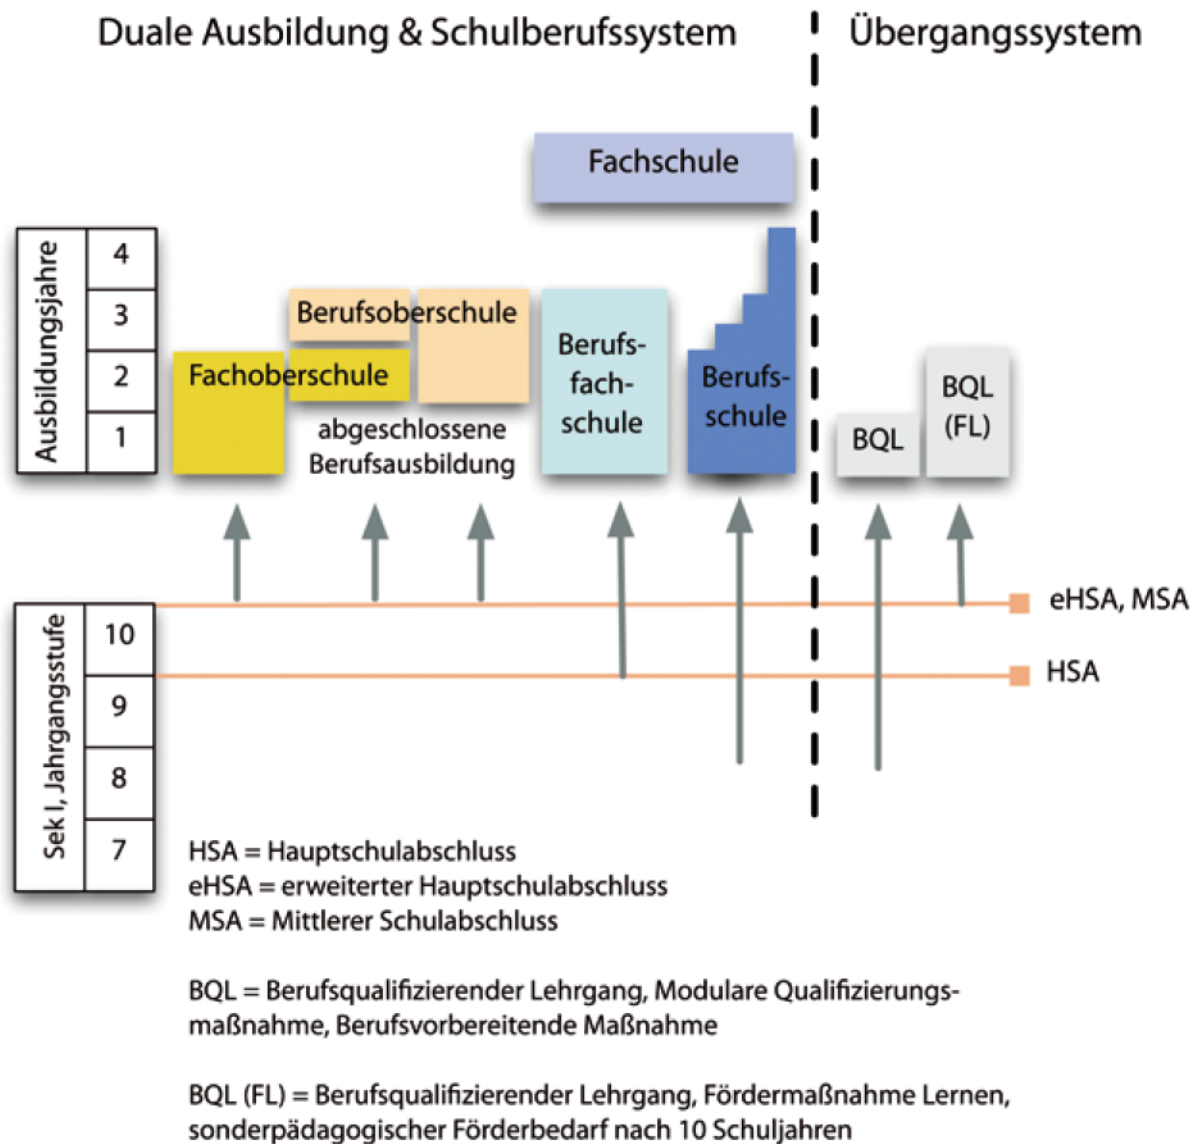 Duale Ausbildung & Schulberufssystem
Übergangssystem
Fachschule
Ausbildungsjahre
4
3
2
1
Berufsoberschule
Fachoberschule
abgeschlossene
Berufsausbildung
Berufs-
fach-
schule
Berufs-
schule
BQL
BQL
(FL)
eHSA, MSA
HSA
Sek I, Jahrgangsstufe
10
9
8
7
HSA = Hauptschulabschluss
eHSA = erweiterter Hauptschulabschluss
MSA = Mittlerer Schulabschluss
BQL = Berufsqualifizierender Lehrgang, Modulare Qualifizierungs-
maßnahme, Berufsvorbereitende Maßnahme
BQL (FL) = Berufsqualifizierender Lehrgang, Fördermaßnahme Lernen,
sonderpädagogischer Förderbedarf nach 10 Schuljahren